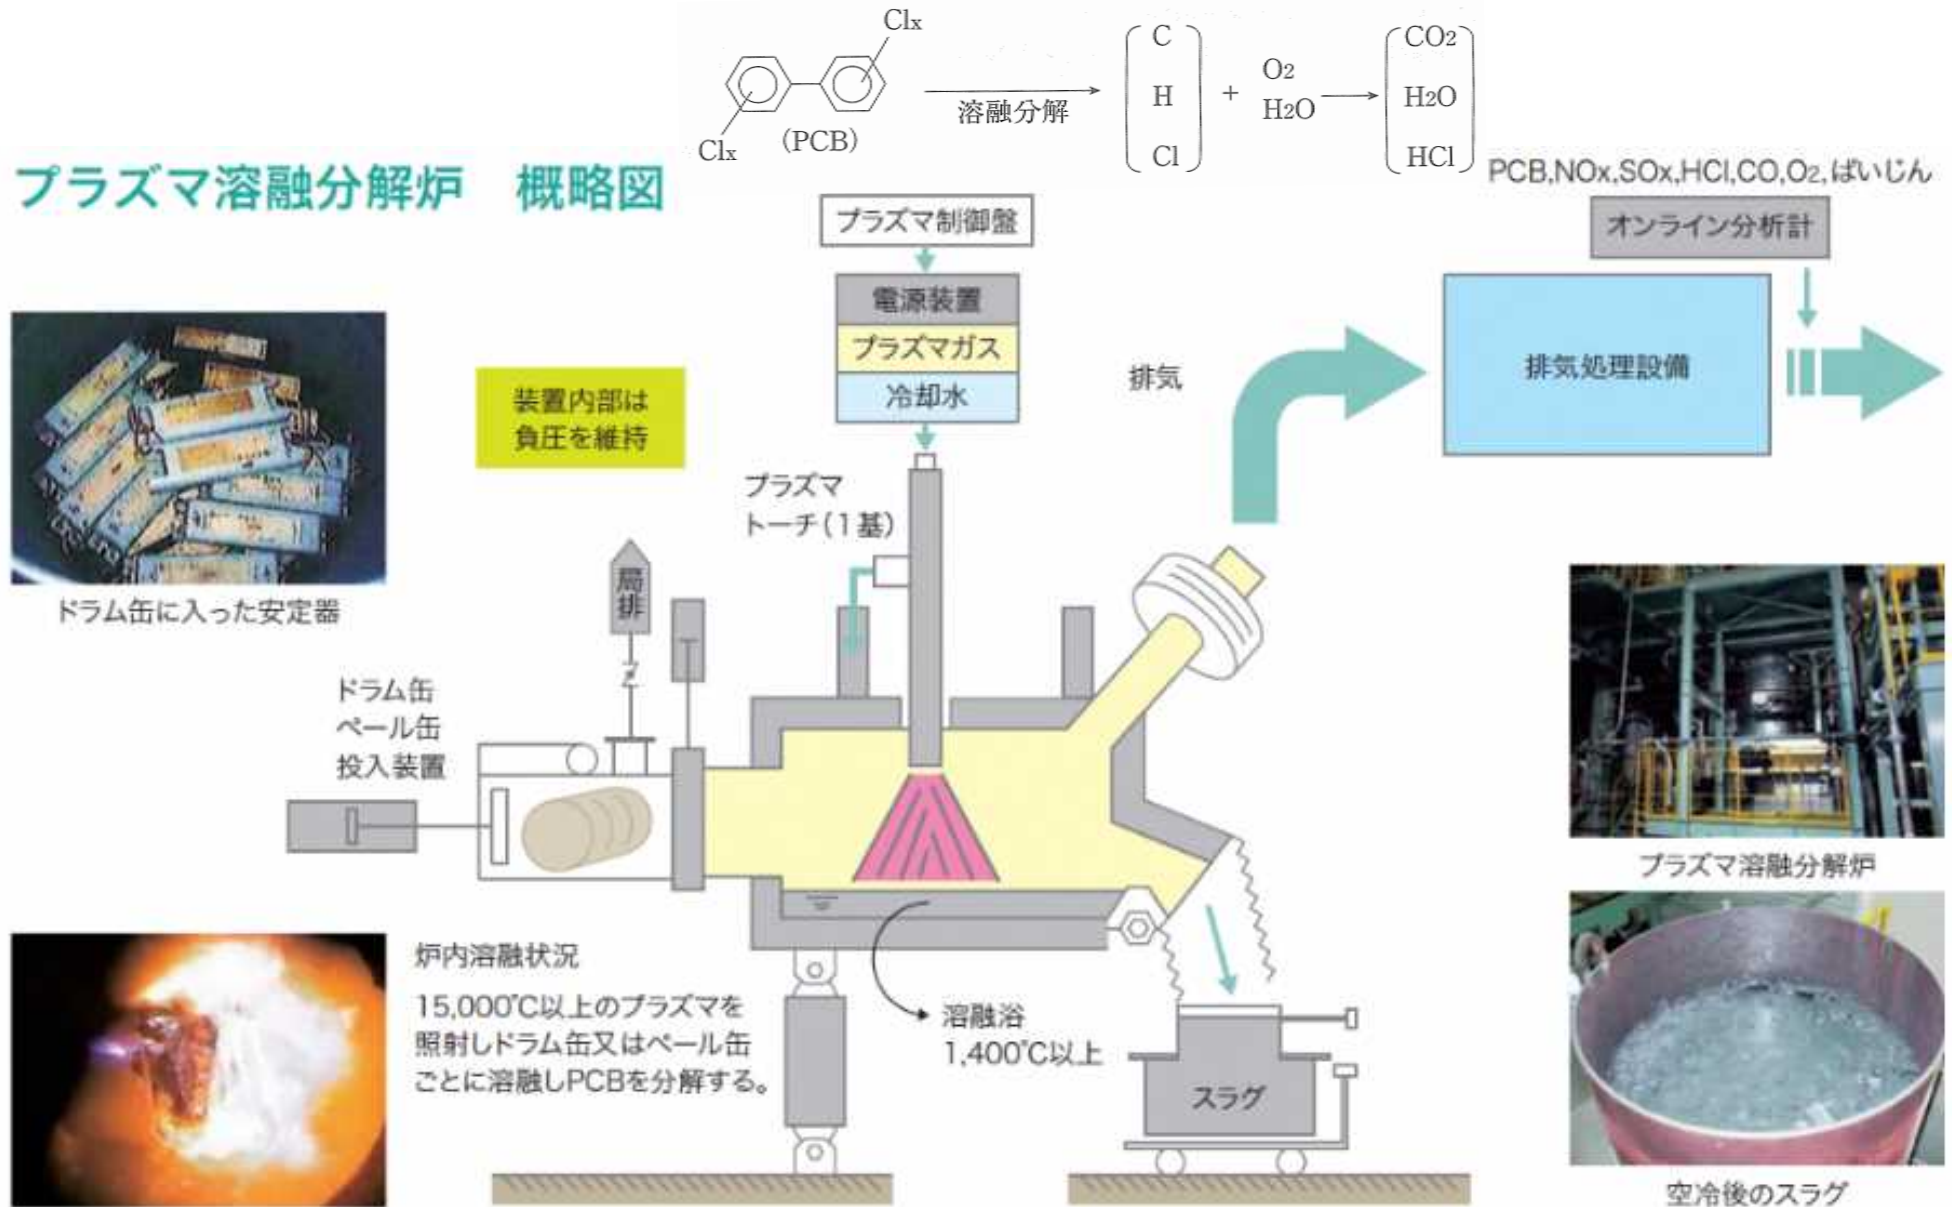 Clx
Clx
(PCB)
溶融分解
C
H
Cl
+
O2
H2O
CO2
H2O
HCl
プラズマ溶融分解炉　概略図
PCB,NOx,SOx,HCl,CO,O2,ばいじん
オンライン分析計
プラズマ制御盤
電源装置
プラズマガス
冷却水
排気
排気処理設備
装置内部は
負圧を維持
プラズマ
トーチ(1基)
ドラム缶に入った安定器
局排
ドラム缶
ペール缶
投入装置
炉内溶融状況
15,000℃以上のプラズマを
照射しドラム缶又はペール缶
ごとに溶融しPCBを分解する。
溶融浴
1,400℃以上
スラグ
プラズマ溶融分解炉
空冷後のスラグ